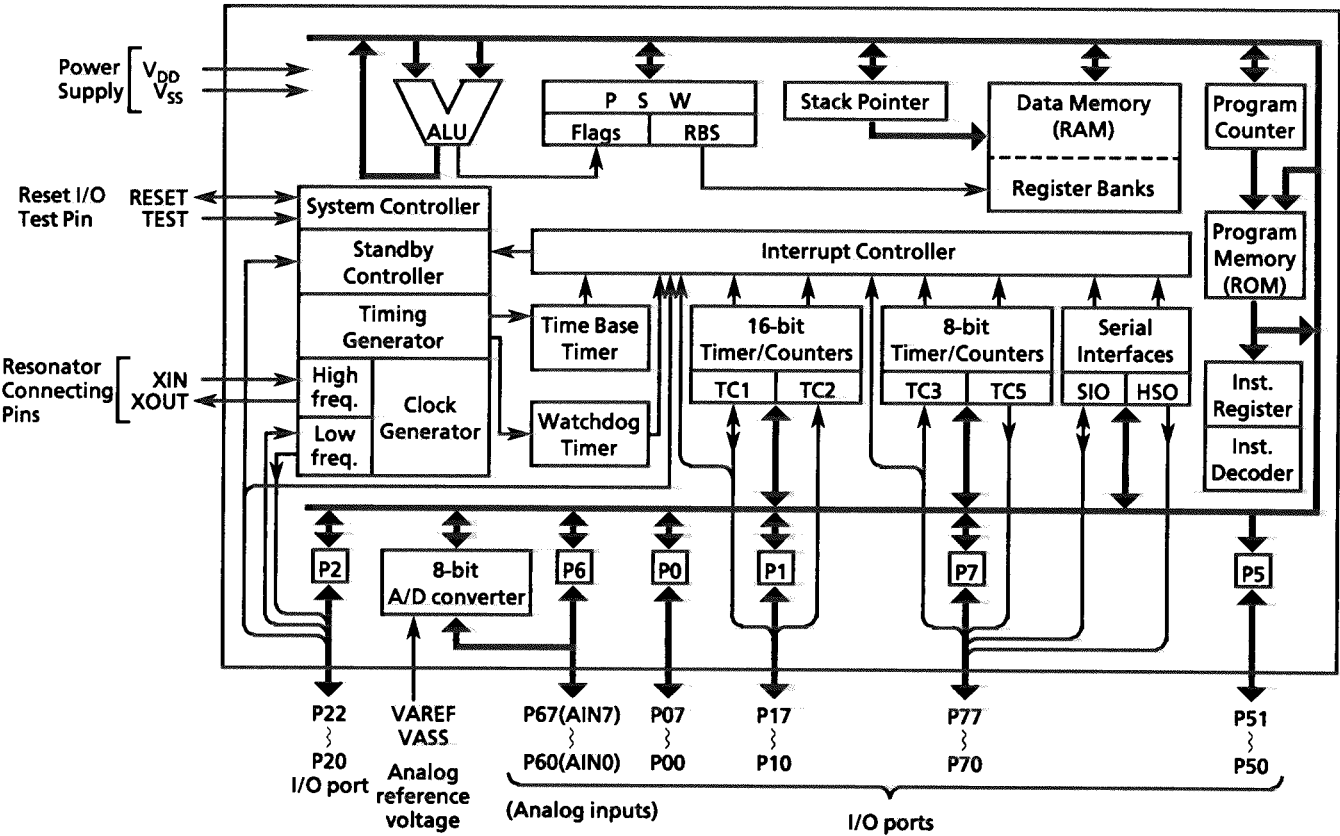 Power
Supply
VDD
VSS
ALU
P S W
Flags
RBS
Stack Pointer
Data Memory
(RAM)
Register Banks
Program
Counter
Reset I/O
Test Pin
RESET
TEST
System Controller
Standby
Controller
Interrupt Controller
Program
Memory
(ROM)
Timing
Generator
Time Base
Timer
16-bit
Timer/Counters
TC1
TC2
8-bit
Timer/Counters
TC3
TC5
Serial
Interfaces
SIO
HSO
Resonator
Connecting
Pins
XIN
XOUT
High
freq.
Low
freq.
Clock
Generator
Watchdog
Timer
Inst.
Register
Inst.
Decoder
P2
8-bit
A/D converter
P6
P0
P1
P7
P5
P22
P20
I/O port
VAREF
VASS
Analog
reference
voltage
P67(AIN7)
P60(AIN0)
(Analog inputs)
P07
P00
P17
P10
P77
P70
P51
P50
I/O ports